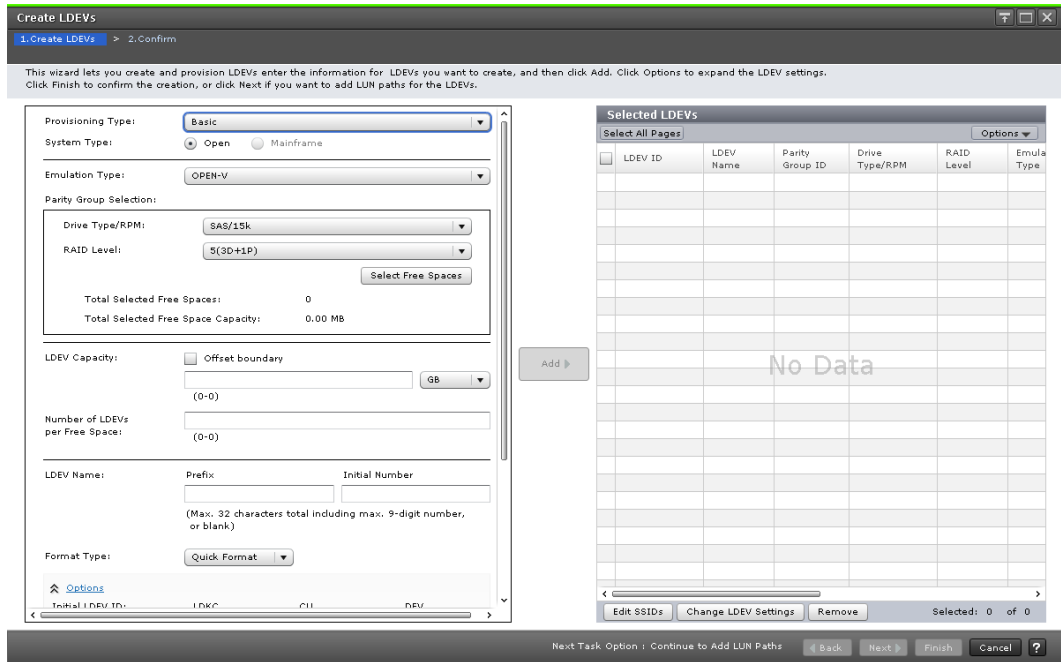 Create LDEVs
1.Create LDEVs > 2.Confirm
This wizard lets you create and provision LDEVs enter the information for LDEVs you want to create, and then click Add. Click Options to expand the LDEV settings.
Click Finish to confirm the creation, or click Next if you want to add LUN paths for the LDEVs.
Provisioning Type: Basic
System Type: Open Mainframe
Emulation Type: OPEN-V
Parity Group Selection:
Drive Type/RPM: SAS/15k
RAID Level: 5(3D+1P)
Select Free Spaces
Total Selected Free Spaces: 0
Total Selected Free Space Capacity: 0.00 MB
LDEV Capacity: Offset boundary
GB
(0-0)
Number of LDEVs
per Free Space:
(0-0)
LDEV Name: Prefix Initial Number
(Max. 32 characters total including max. 9-digit number,
or blank)
Format Type: Quick Format
Options
Initial LDEV ID: LDKC CU DEV
Add
Selected LDEVs
Select All Pages Options
LDEV ID LDEV Parity Drive RAID Emula
Name Group ID Type/RPM Level Type
No Data
Edit SSIDs Change LDEV Settings Remove Selected: 0 of 0
Next Task Option : Continue to Add LUN Paths Back Next Finish Cancel ?